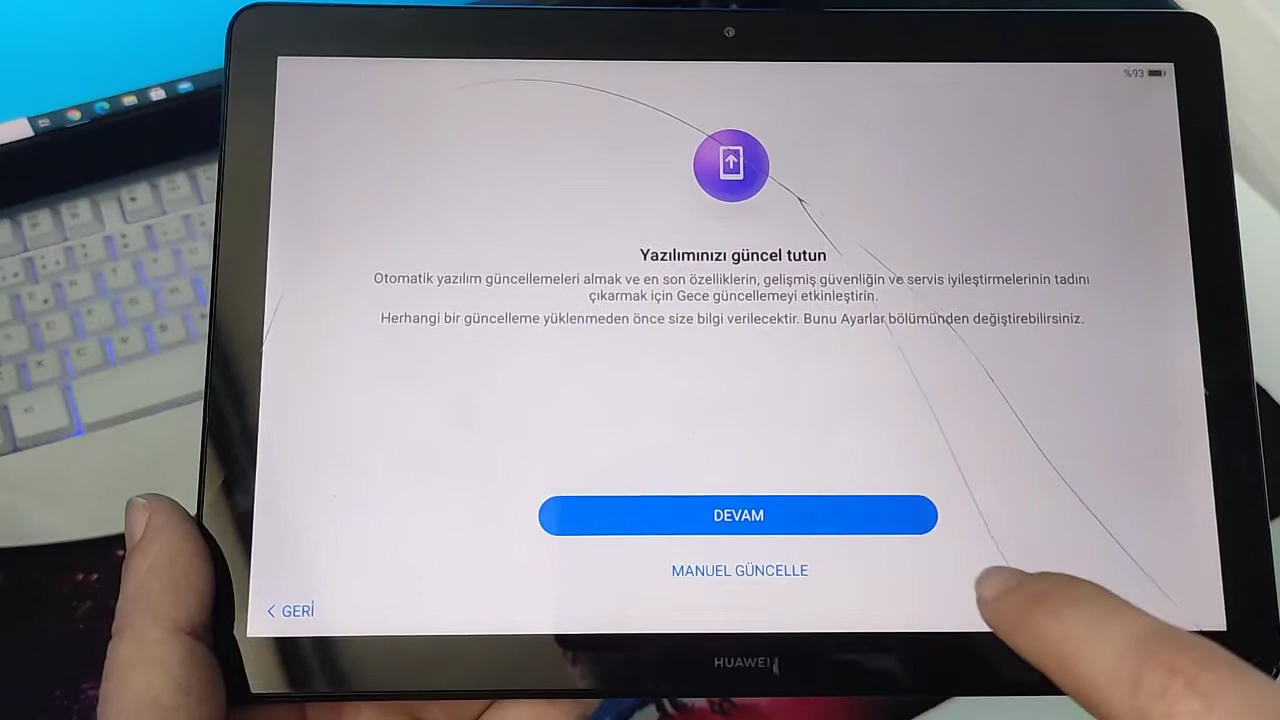 %93
Yazılımınızı güncel tutun
Otomatik yazılım güncellemeleri almak ve en son özelliklerin, gelişmiş güvenliğin ve servis iyileştirmelerinin tadını
çıkarmak için Gece güncellemeyi etkinleştirin.
Herhangi bir güncelleme yüklenmeden önce size bilgi verilecektir. Bunu Ayarlar bölümünden değiştirebilirsiniz.
DEVAM
MANUEL GÜNCELLE
< GERİ
HUAWEI